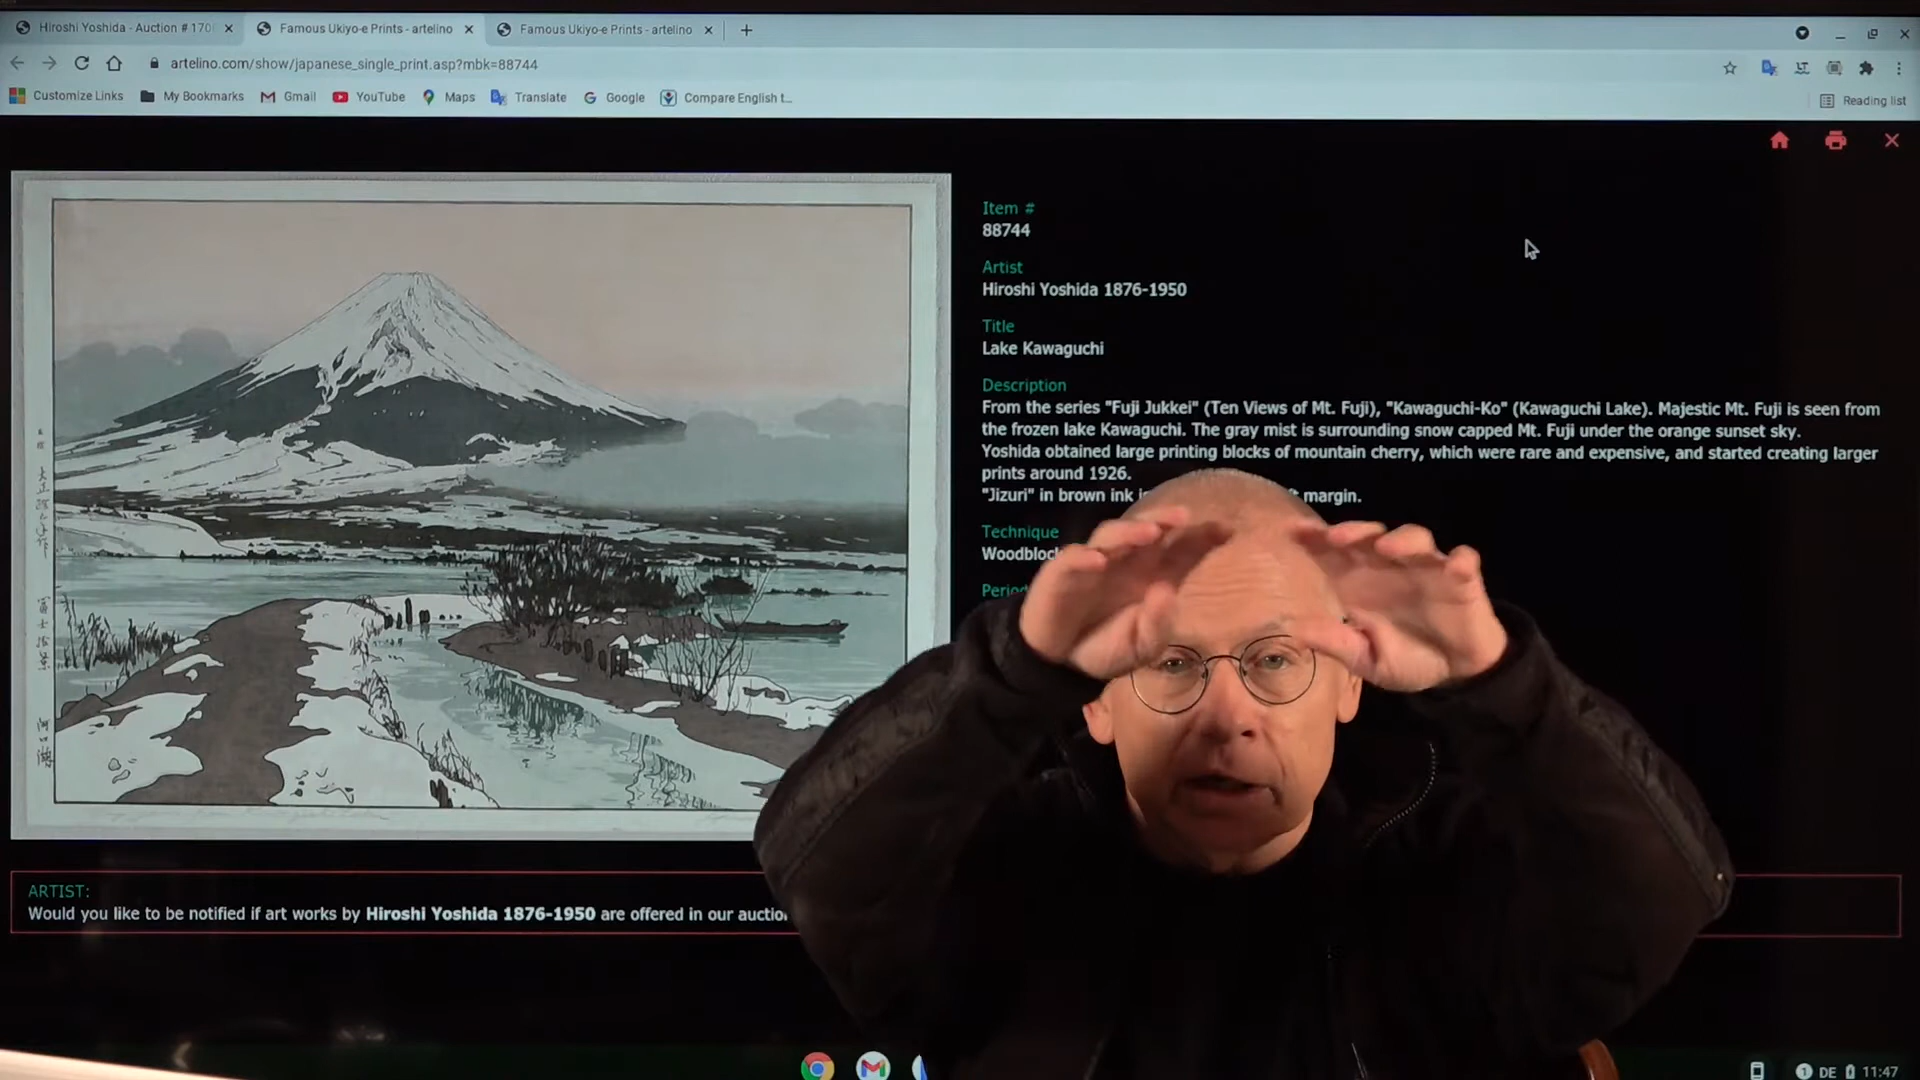 Hiroshi Yoshida - Auction # 170
Famous Ukiyo-e Prints - artelino
Famous Ukiyo-e Prints - artelino
artelino.com/show/japanese_single_print.asp?mbk=88744
Customize Links
My Bookmarks
Gmail
YouTube
Maps
Translate
Google
Compare English t...
Reading list
Item #
88744
Artist
Hiroshi Yoshida 1876-1950
Title
Lake Kawaguchi
Description
From the series "Fuji Jukkei" (Ten Views of Mt. Fuji), "Kawaguchi-Ko" (Kawaguchi Lake). Majestic Mt. Fuji is seen from
the frozen lake Kawaguchi. The gray mist is surrounding snow capped Mt. Fuji under the orange sunset sky.
Yoshida obtained large printing blocks of mountain cherry, which were rare and expensive, and started creating larger
prints around 1926.
"Jizuri" in brown ink margin.
Technique
Woodbloc
Period
ARTIST:
Would you like to be notified if art works by Hiroshi Yoshida 1876-1950 are offered in our auctio
1 DE 11:47